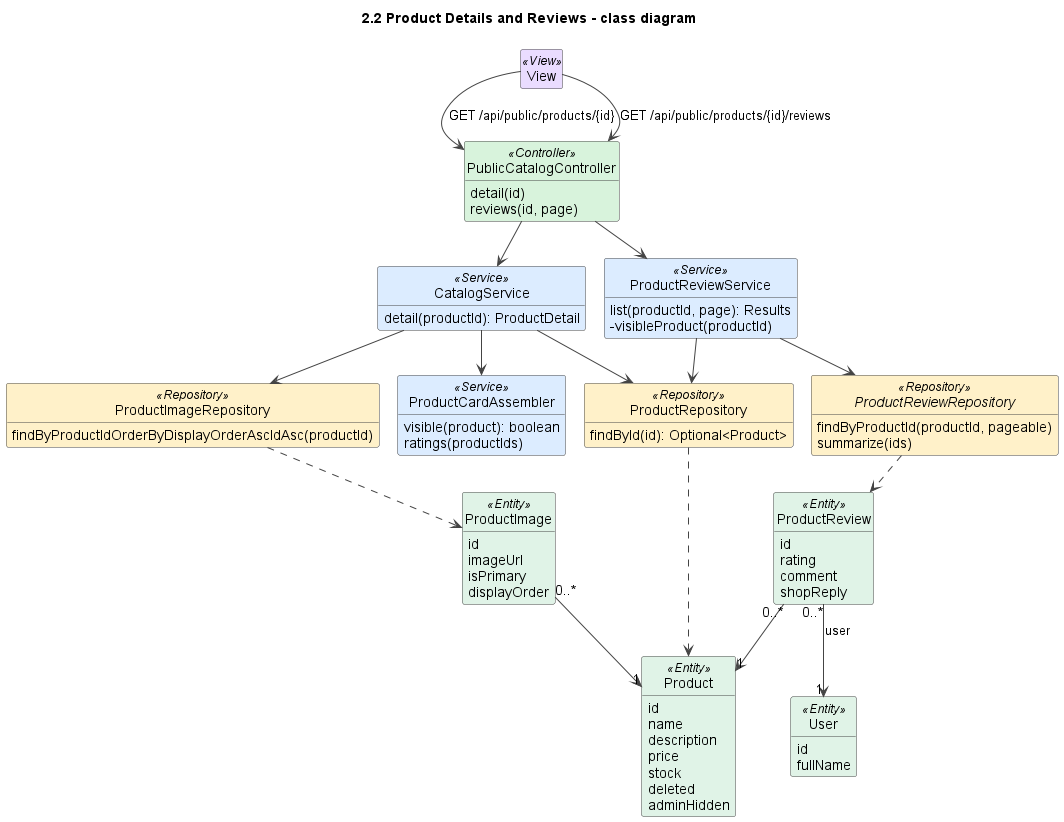 2.2 Product Details and Reviews - class diagram
«View»
View
GET /api/public/products/{id}
GET /api/public/products/{id}/reviews
«Controller»
PublicCatalogController
detail(id)
reviews(id, page)
«Service»
CatalogService
detail(productId): ProductDetail
«Service»
ProductReviewService
list(productId, page): Results
-visibleProduct(productId)
«Repository»
ProductImageRepository
findByProductIdOrderByDisplayOrderAscIdAsc(productId)
«Service»
ProductCardAssembler
visible(product): boolean
ratings(productIds)
«Repository»
ProductRepository
findById(id): Optional<Product>
«Repository»
ProductReviewRepository
findByProductId(productId, pageable)
summarize(ids)
«Entity»
ProductImage
id
imageUrl
isPrimary
displayOrder
0..*
1
«Entity»
ProductReview
id
rating
comment
shopReply
0..*
1
0..*
user
1
«Entity»
Product
id
name
description
price
stock
deleted
adminHidden
«Entity»
User
id
fullName